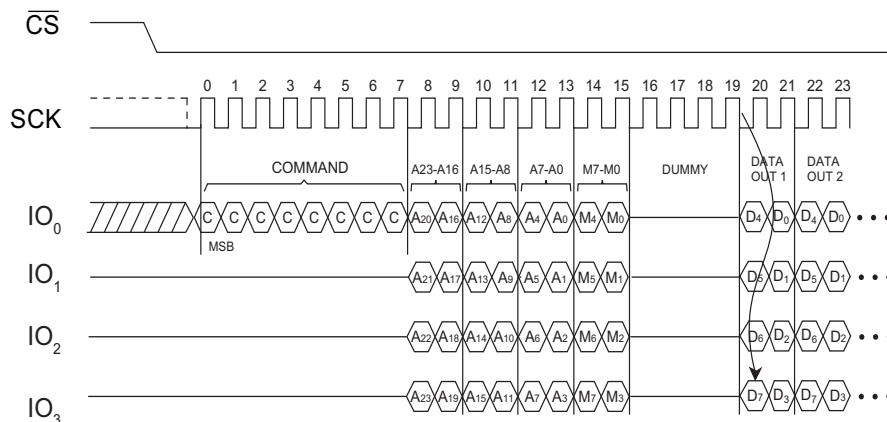 CS
0 1 2 3 4 5 6 7 8 9 10 11 12 13 14 15 16 17 18 19 20 21 22 23
SCK
COMMAND A23-A16 A15-A8 A7-A0 M7-M0 DUMMY DATA OUT 1 DATA OUT 2
IO0 C C C C C C C C A20 A16 A12 A8 A4 A0 M4 M0 D4 D0 D4 D0
MSB
IO1 A21 A17 A13 A9 A5 A1 M5 M1 D5 D1 D5 D1
IO2 A22 A18 A14 A10 A6 A2 M6 M2 D6 D2 D6 D2
IO3 A23 A19 A15 A11 A7 A3 M7 M3 D7 D3 D7 D3